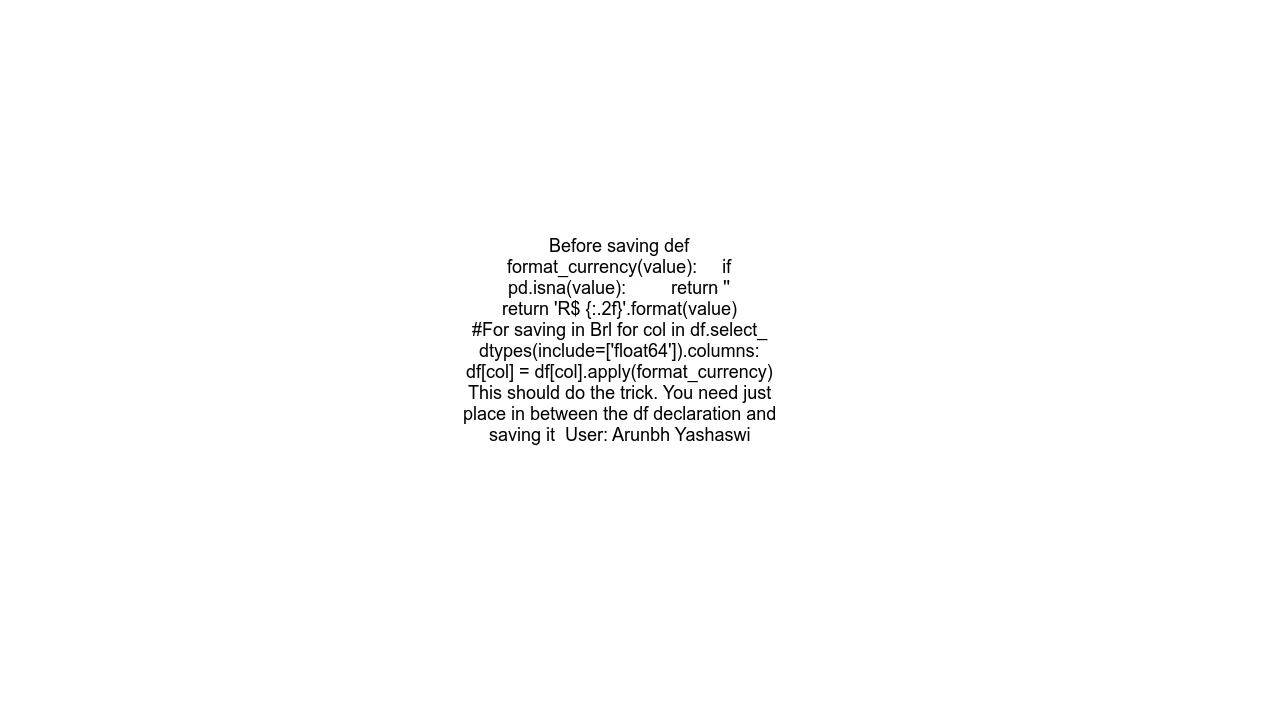 Before saving def
format_currency(value):     if
pd.isna(value):         return ''
return 'R$ {:.2f}'.format(value)
#For saving in Brl for col in df.select_
dtypes(include=['float64']).columns:
df[col] = df[col].apply(format_currency)
This should do the trick. You need just
place in between the df declaration and
saving it  User: Arunbh Yashaswi